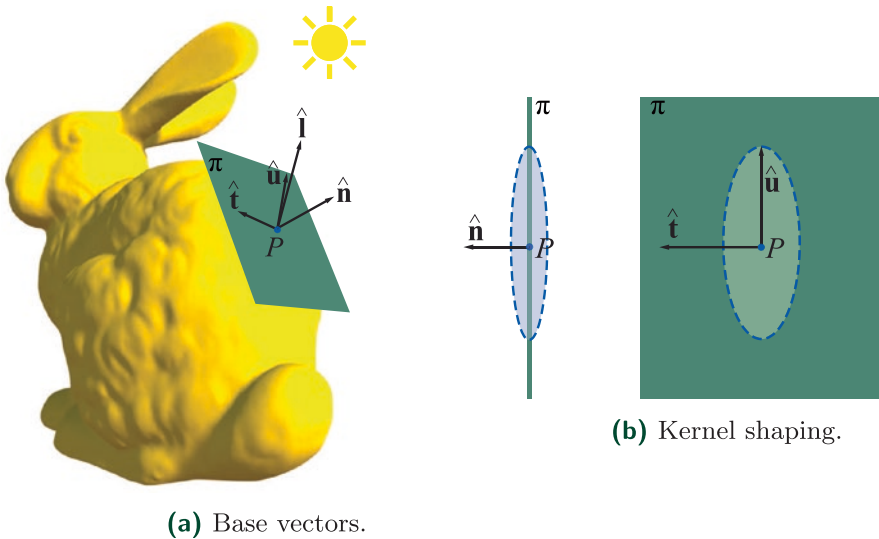 l̂
π
û
t̂
n̂
P
π
n̂
P
π
û
t̂
P
(b) Kernel shaping.
(a) Base vectors.